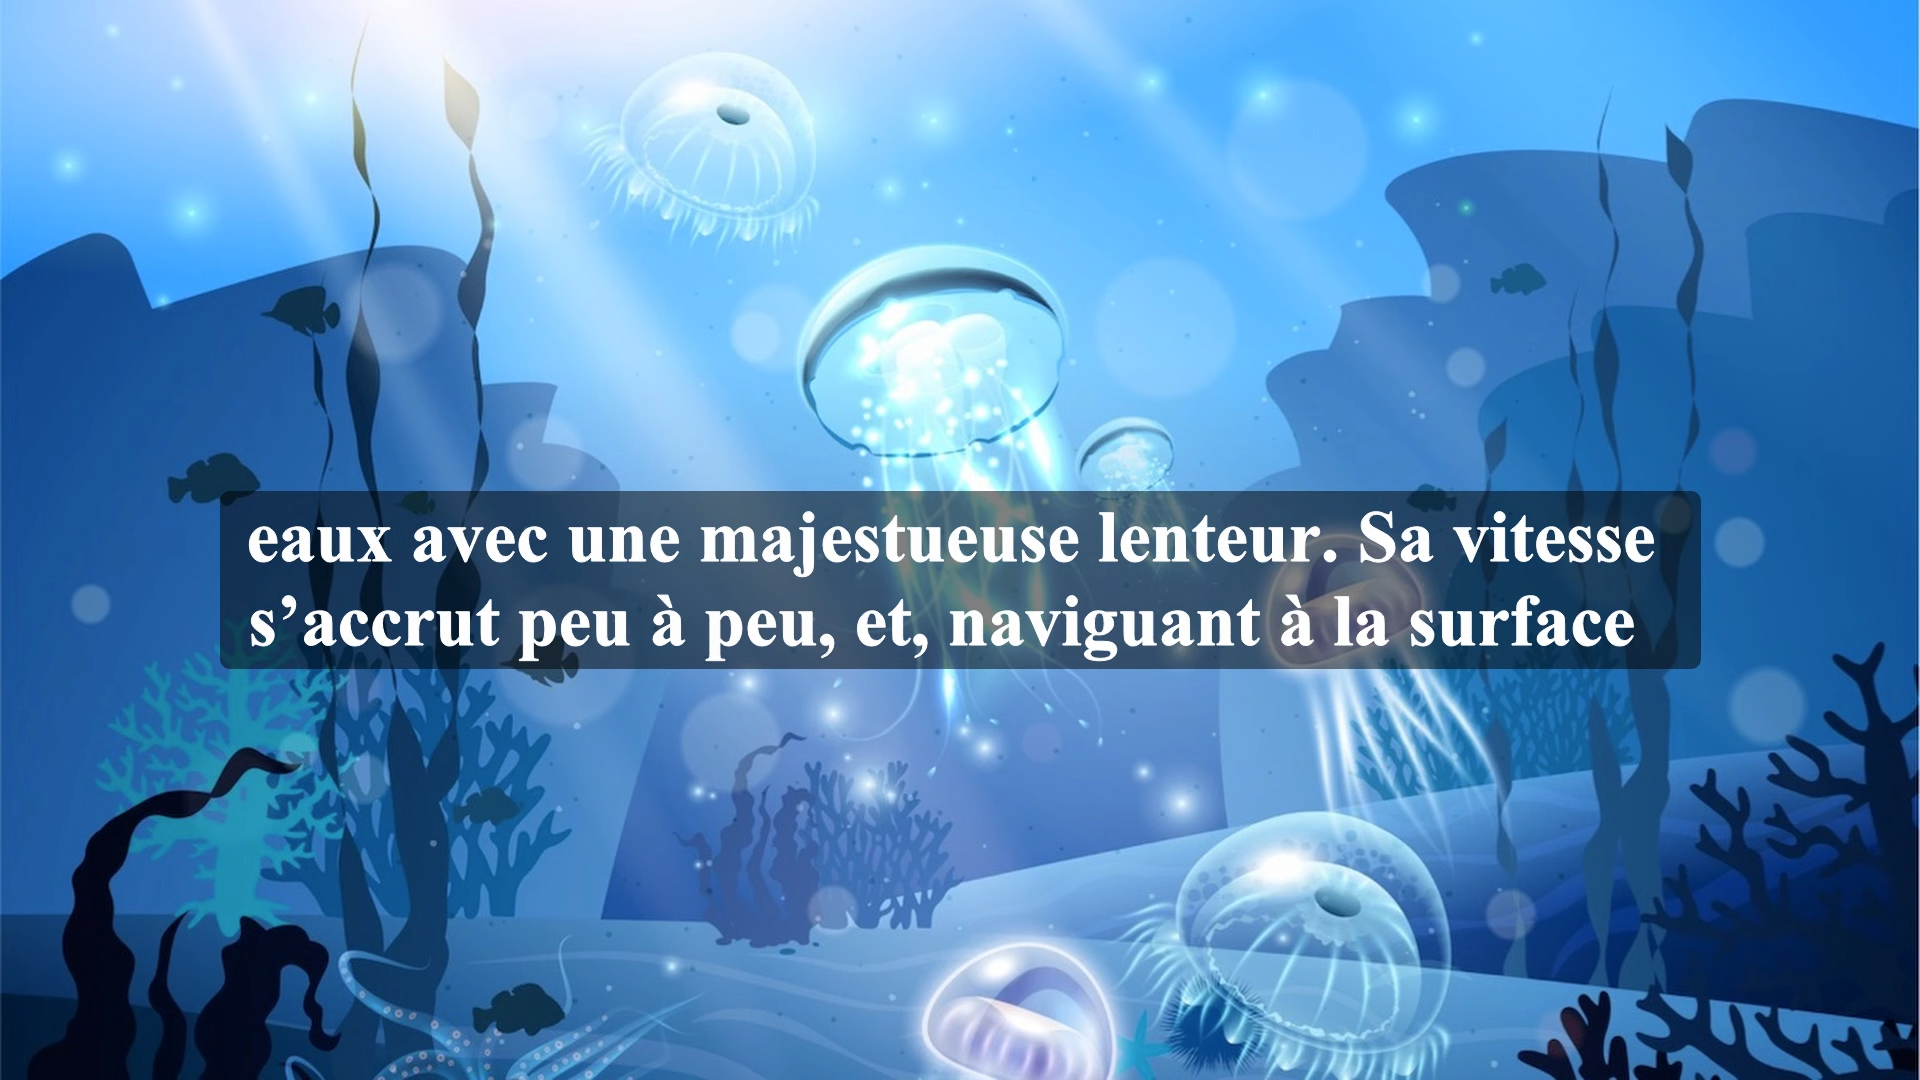 eaux avec une majestueuse lenteur. Sa vitesse
s’accrut peu à peu, et, naviguant à la surface